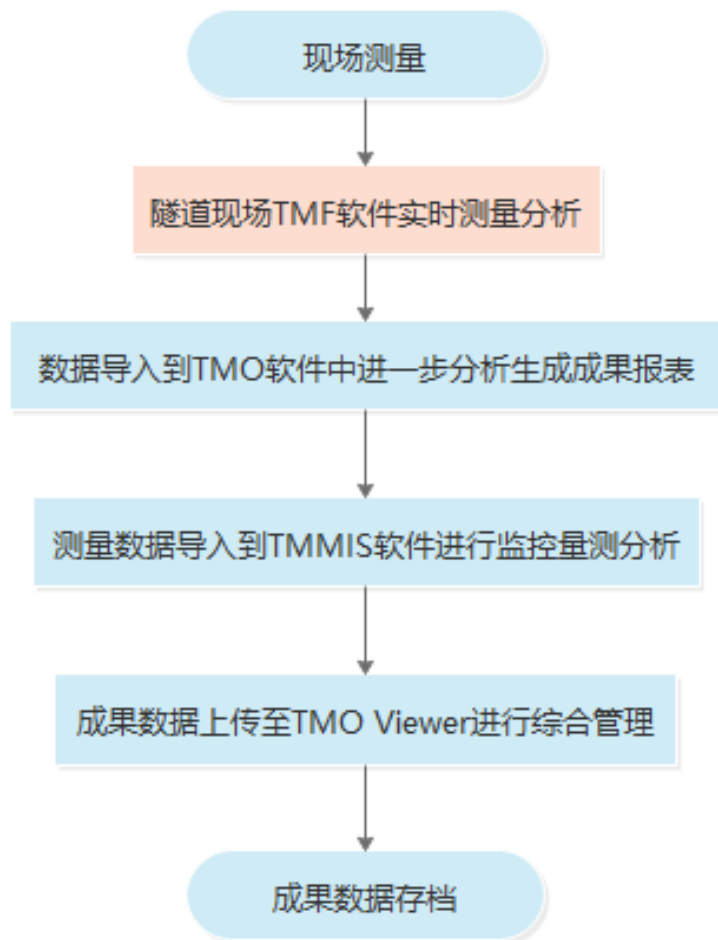 现场测量
隧道现场TMF软件实时测量分析
数据导入到TMO软件中进一步分析生成成果报表
测量数据导入到TMMIS软件进行监控量测分析
成果数据上传至TMO Viewer进行综合管理
成果数据存档